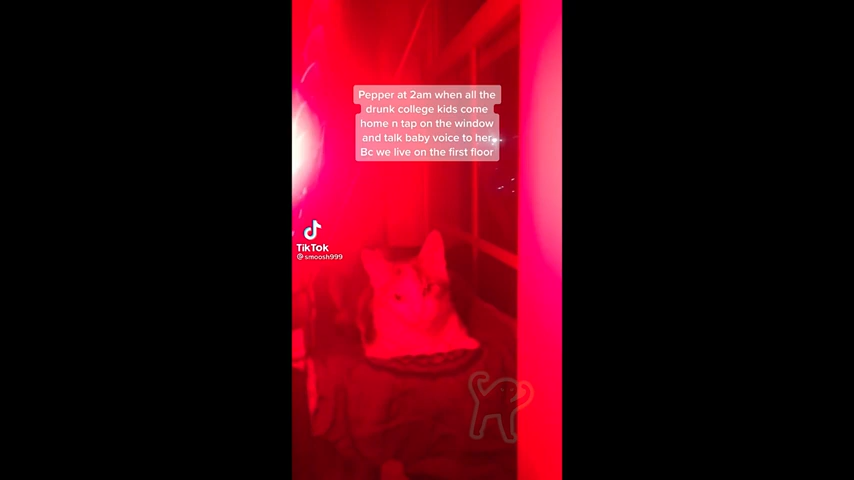 Pepper at 2am when all the
drunk college kids come
home n tap on the window
and talk baby voice to her.
Bc we live on the first floor
TikTok
@smoosh999